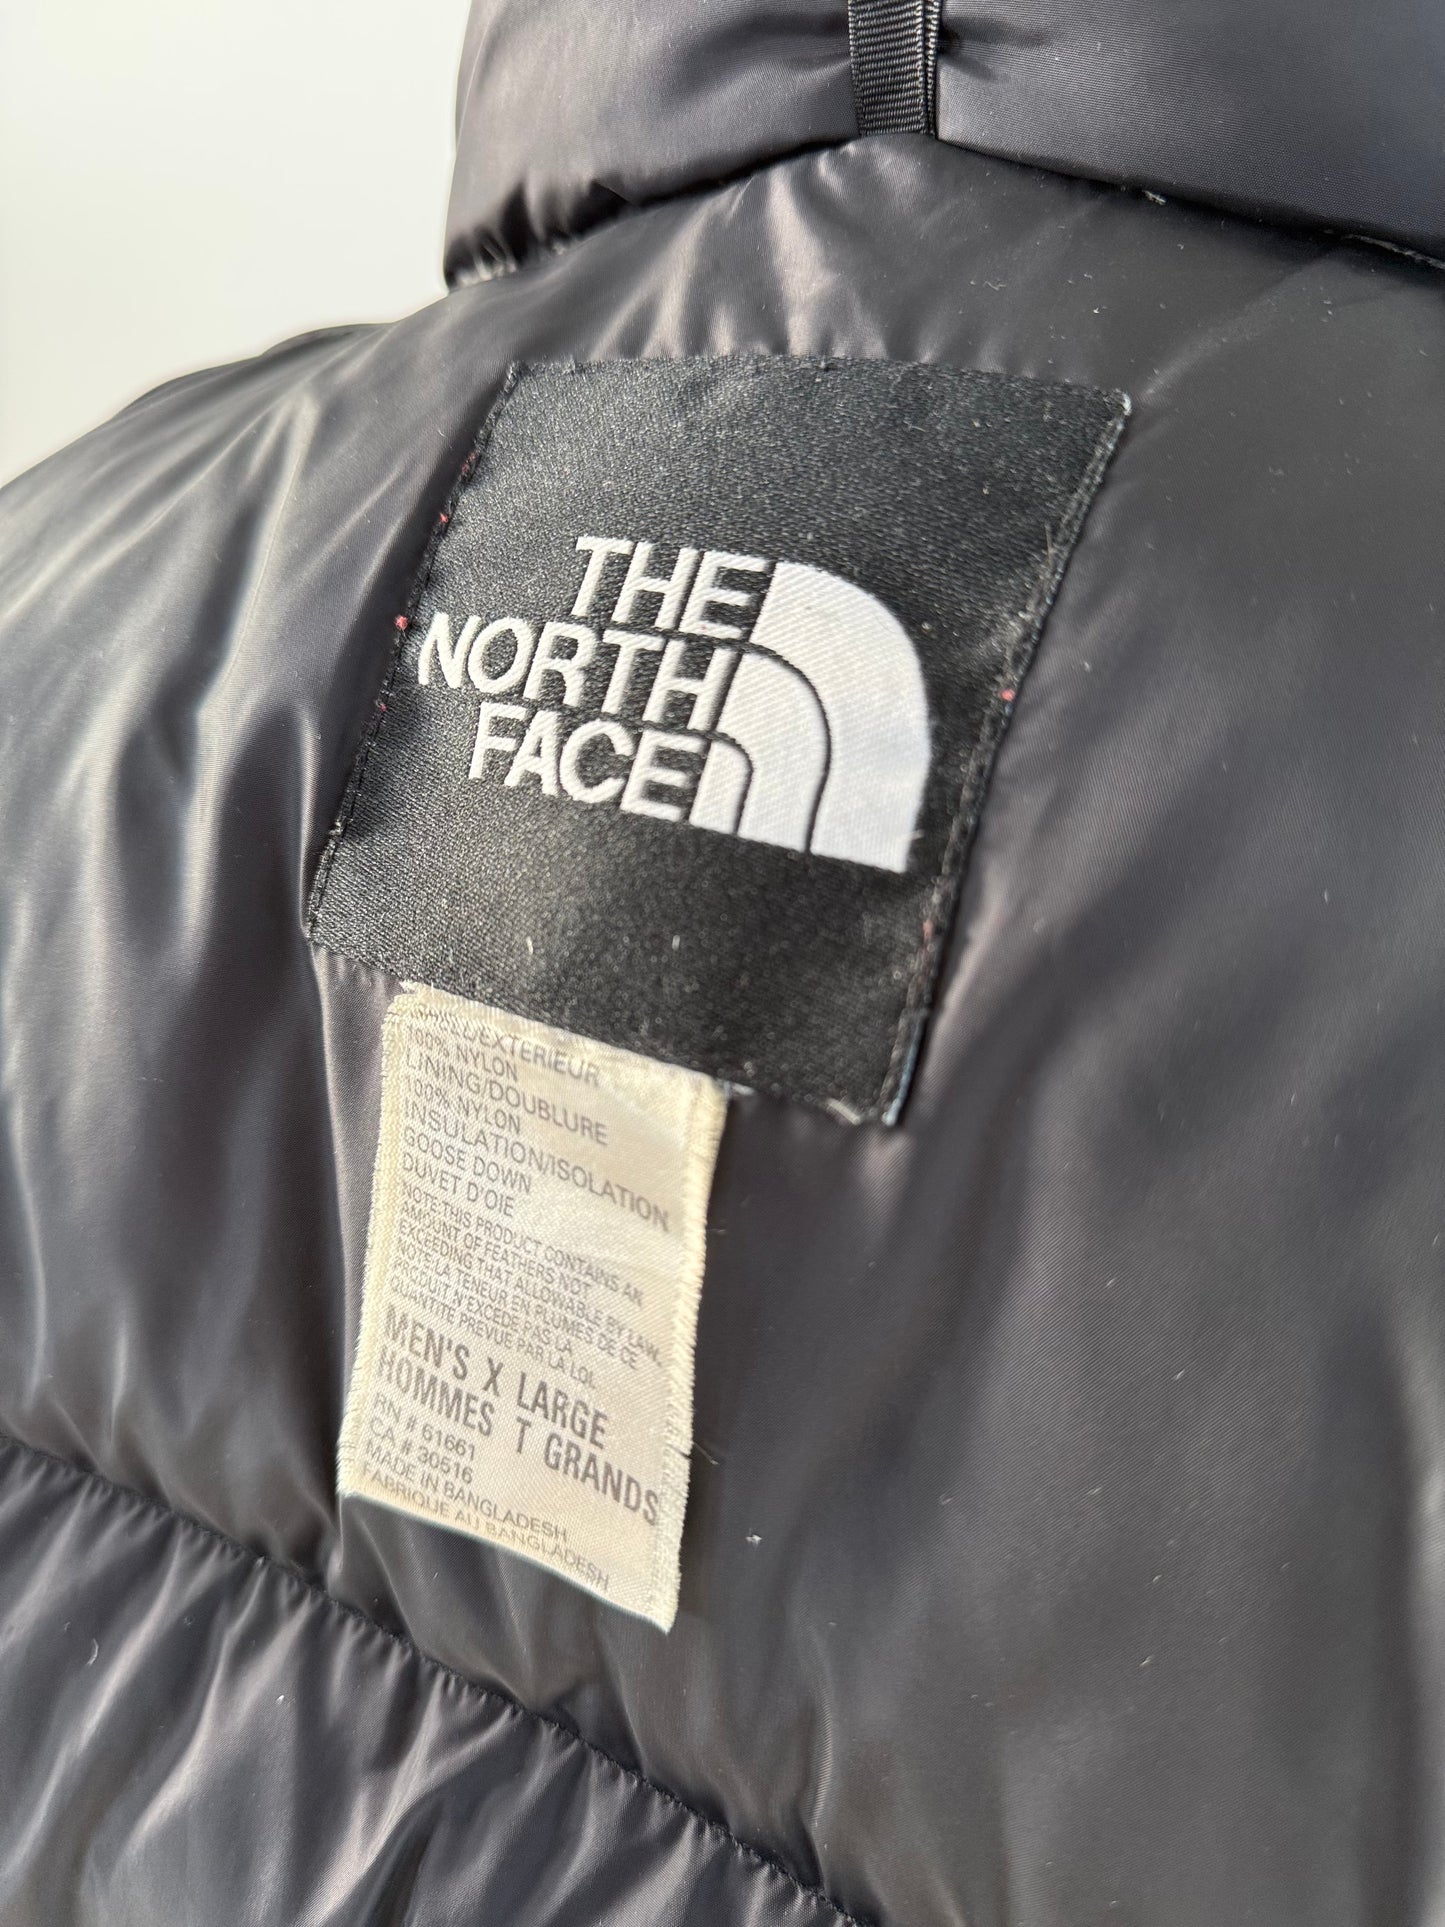 THE
NORTH
FACE
EXTERIEUR
100% NYLON
LINING/DOUBLURE
100% NYLON
INSULATION/ISOLATION
GOOSE DOWN
DUVET D'OIE
NOTE:THIS PRODUCT CONTAINS AN
AMOUNT OF FEATHERS NOT
EXCEEDING THAT ALLOWABLE BY LAW.
NOTE:LA TENEUR EN PLUMES DE CE
PRODUIT N'EXCEDE PAS LA
QUANTITE PREVUE PAR LA LOI.
MEN'S X LARGE
HOMMES T GRANDS
RN # 61661
CA # 30516
MADE IN BANGLADESH
FABRIQUE AU BANGLADESH